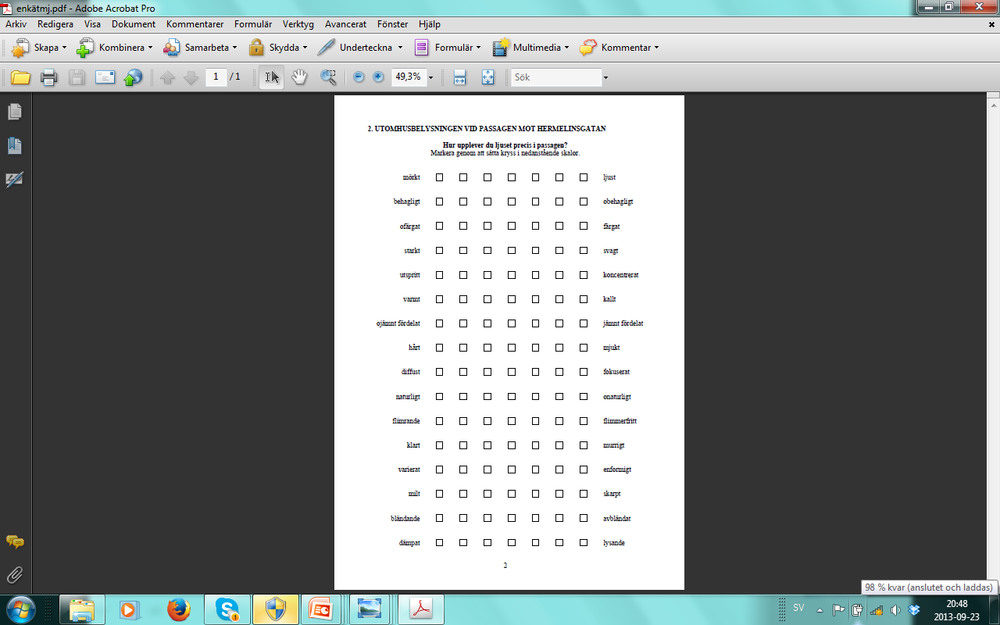 enkätmj.pdf - Adobe Acrobat Pro
Arkiv Redigera Visa Dokument Kommentarer Formulär Verktyg Avancerat Fönster Hjälp
Skapa Kombinera Samarbeta Skydda Underteckna Formulär Multimedia Kommentar
1 / 1 49,3% Sök
2. UTOMHUSBELYSNINGEN VID PASSAGEN MOT HERMELINSGATAN
Hur upplever du ljuset precis i passagen?
Markera genom att sätta kryss i nedanstående skalor.
mörkt ljust
behagligt obehagligt
ofärgat färgat
starkt svagt
utspritt koncentrerat
varmt kallt
ojämnt fördelat jämnt fördelat
hårt mjukt
diffust fokuserat
naturligt onaturligt
flimrande flimmerfritt
klart murrigt
varierat enformigt
milt skarpt
bländande avbländat
dämpat lysande
2
98 % kvar (anslutet och laddas)
SV 20:48
2013-09-23